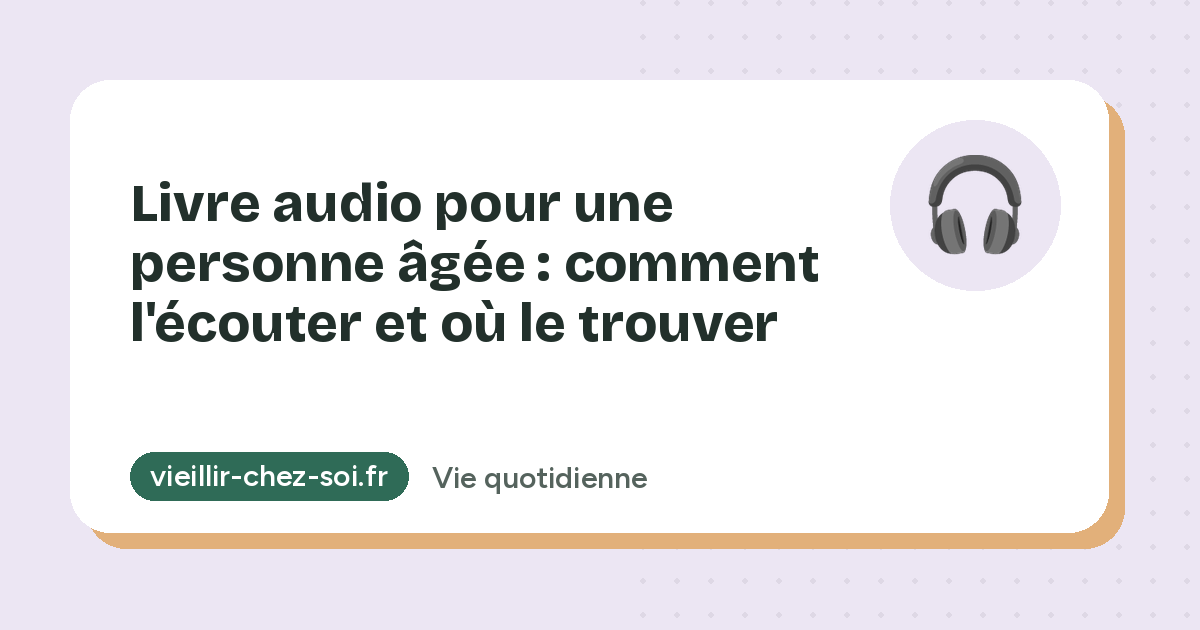 Livre audio pour une
personne âgée : comment
l'écouter et où le trouver
vieillir-chez-soi.fr
Vie quotidienne